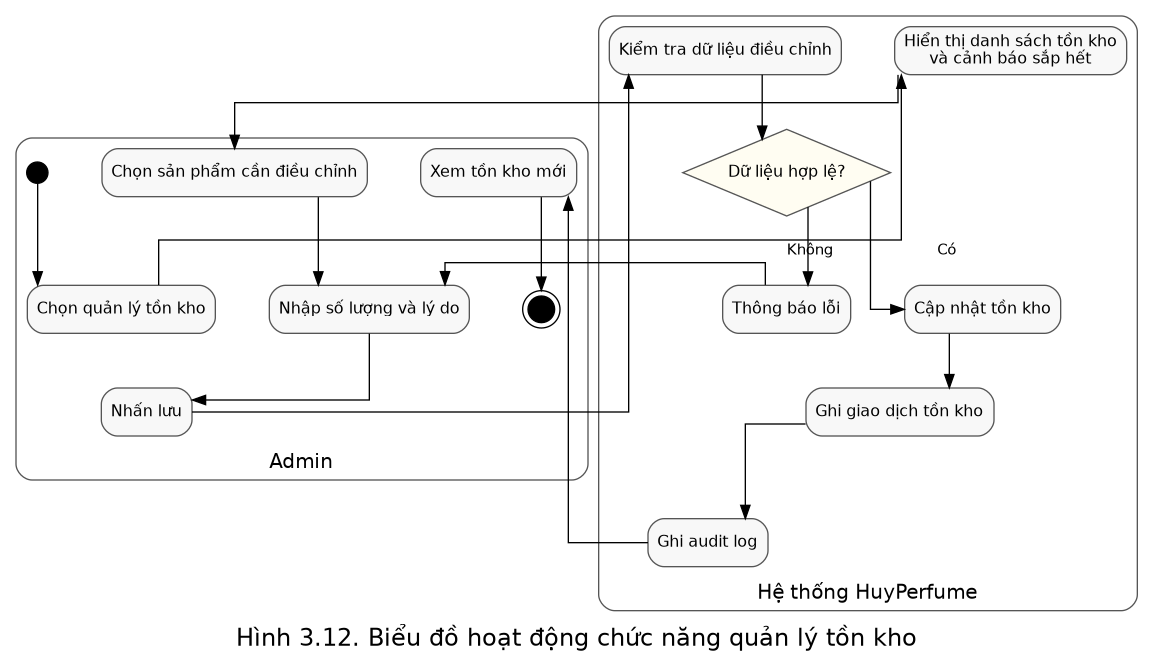 Kiểm tra dữ liệu điều chỉnh
Hiển thị danh sách tồn kho
và cảnh báo sắp hết
Chọn sản phẩm cần điều chỉnh
Xem tồn kho mới
Dữ liệu hợp lệ?
Không
Có
Chọn quản lý tồn kho
Nhập số lượng và lý do
Thông báo lỗi
Cập nhật tồn kho
Nhấn lưu
Ghi giao dịch tồn kho
Admin
Ghi audit log
Hệ thống HuyPerfume
Hình 3.12. Biểu đồ hoạt động chức năng quản lý tồn kho